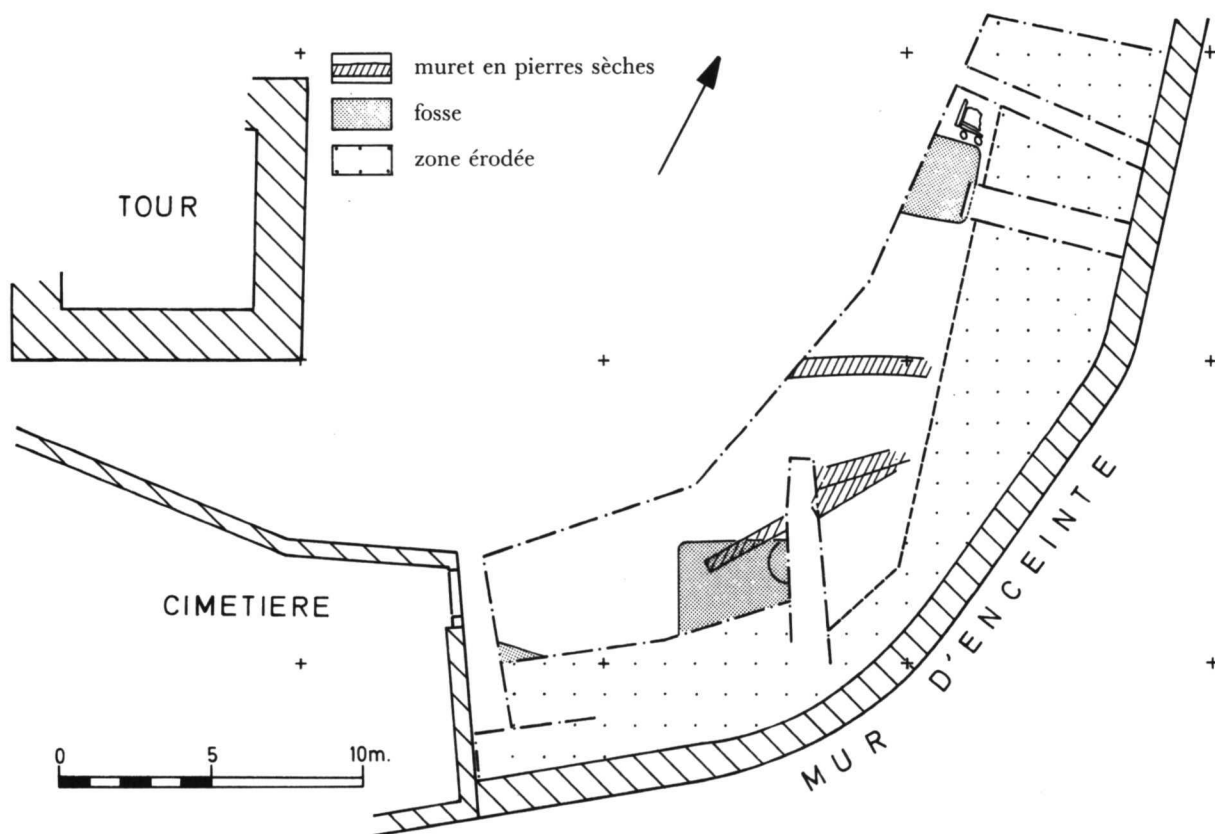 muret en pierres sèches
fosse
zone érodée
TOUR
CIMETIERE
MUR D'ENCEINTE
0 5 10m.